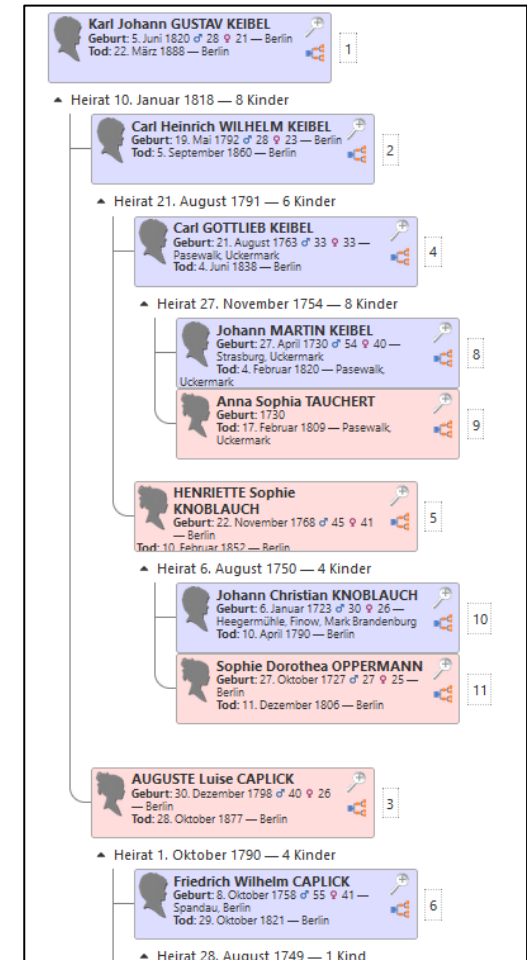 Karl Johann GUSTAV KEIBEL
Geburt: 5. Juni 1820 ♂ 28 ♀ 21 — Berlin
Tod: 22. März 1888 — Berlin
1
Heirat 10. Januar 1818 — 8 Kinder
Carl Heinrich WILHELM KEIBEL
Geburt: 19. Mai 1792 ♂ 28 ♀ 23 — Berlin
Tod: 5. September 1860 — Berlin
2
Heirat 21. August 1791 — 6 Kinder
Carl GOTTLIEB KEIBEL
Geburt: 21. August 1763 ♂ 33 ♀ 33 —
Pasewalk, Uckermark
Tod: 4. Juni 1838 — Berlin
4
Heirat 27. November 1754 — 8 Kinder
Johann MARTIN KEIBEL
Geburt: 27. April 1730 ♂ 54 ♀ 40 —
Strasburg, Uckermark
Tod: 4. Februar 1820 — Pasewalk,
Uckermark
8
Anna Sophia TAUCHERT
Geburt: 1730
Tod: 17. Februar 1809 — Pasewalk,
Uckermark
9
HENRIETTE Sophie
KNOBLAUCH
Geburt: 22. November 1768 ♂ 45 ♀ 41
— Berlin
Tod: 10. Februar 1852 — Berlin
5
Heirat 6. August 1750 — 4 Kinder
Johann Christian KNOBLAUCH
Geburt: 6. Januar 1723 ♂ 30 ♀ 26 —
Heegermühle, Finow, Mark Brandenburg
Tod: 10. April 1790 — Berlin
10
Sophie Dorothea OPPERMANN
Geburt: 27. Oktober 1727 ♂ 27 ♀ 25 —
Berlin
Tod: 11. Dezember 1806 — Berlin
11
AUGUSTE Luise CAPLICK
Geburt: 30. Dezember 1798 ♂ 40 ♀ 26
— Berlin
Tod: 28. Oktober 1877 — Berlin
3
Heirat 1. Oktober 1790 — 4 Kinder
Friedrich Wilhelm CAPLICK
Geburt: 8. Oktober 1758 ♂ 55 ♀ 41 —
Spandau, Berlin
Tod: 29. Oktober 1821 — Berlin
6
Heirat 28. August 1749 — 1 Kind